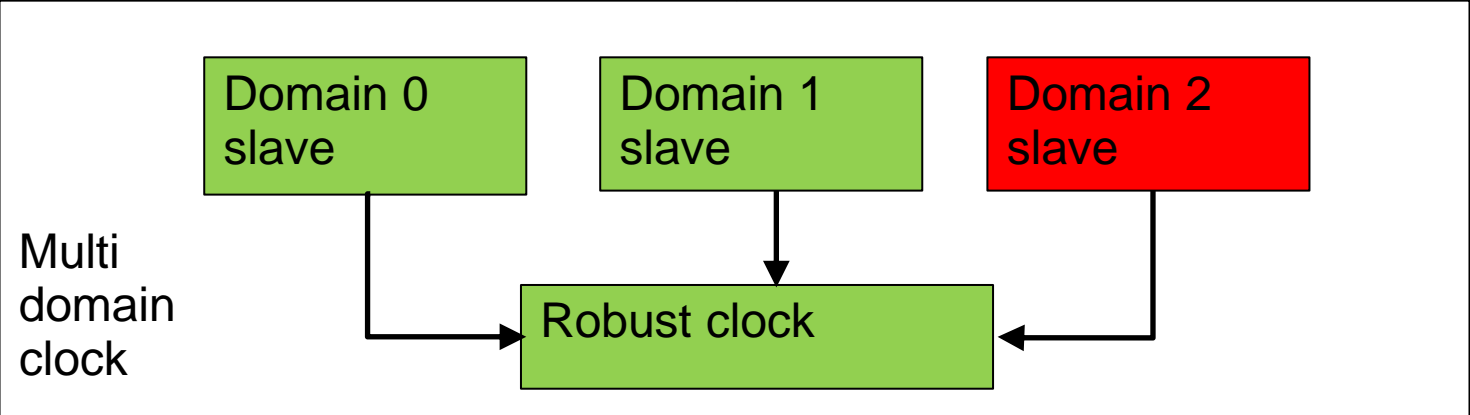 Domain 0
slave
Domain 1
slave
Domain 2
slave
Multi
domain
clock
Robust clock